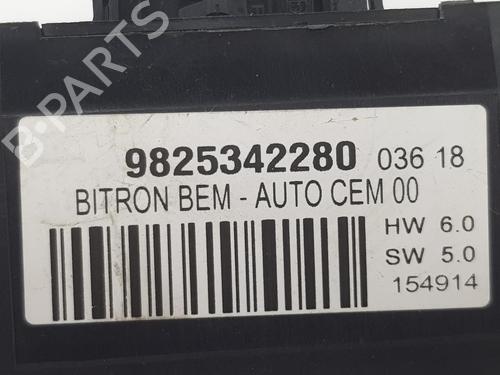 9825342280 036 18
BITRON BEM - AUTO CEM 00
HW 6.0
SW 5.0
154914
B-PARTS